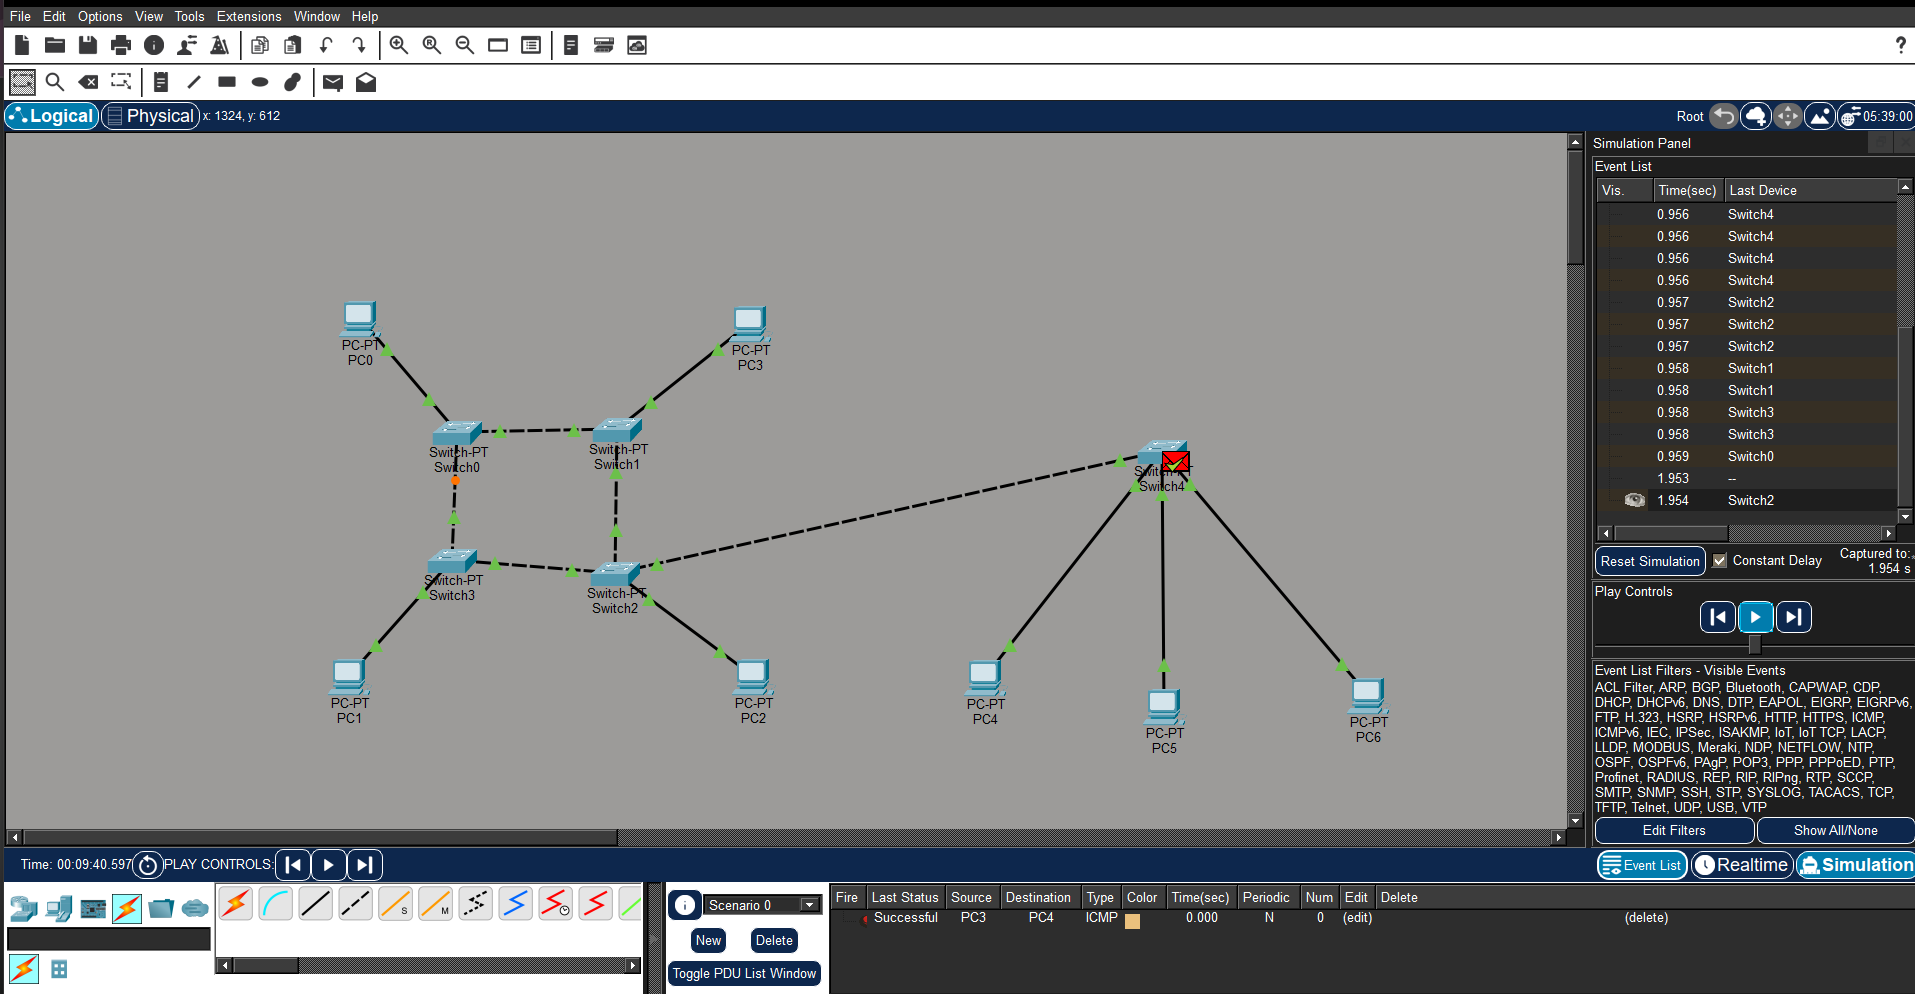 File Edit Options View Tools Extensions Window Help
?
Logical Physical x: 1324, y: 612 Root 05:39:00
Simulation Panel
Event List
Vis. Time(sec) Last Device
0.956 Switch4
0.956 Switch4
0.956 Switch4
0.956 Switch4
0.957 Switch2
0.957 Switch2
0.957 Switch2
0.958 Switch1
0.958 Switch1
0.958 Switch3
0.958 Switch3
0.959 Switch0
1.953 --
1.954 Switch2
Reset Simulation Constant Delay Captured to:
1.954 s
Play Controls
Event List Filters - Visible Events
ACL Filter, ARP, BGP, Bluetooth, CAPWAP, CDP,
DHCP, DHCPv6, DNS, DTP, EAPOL, EIGRP, EIGRPv6,
FTP, H.323, HSRP, HSRPv6, HTTP, HTTPS, ICMP,
ICMPv6, IEC, IPSec, ISAKMP, IoT, IoT TCP, LACP,
LLDP, MODBUS, Meraki, NDP, NETFLOW, NTP,
OSPF, OSPFv6, PAgP, POP3, PPP, PPPoED, PTP,
Profinet, RADIUS, REP, RIP, RIPng, RTP, SCCP,
SMTP, SNMP, SSH, STP, SYSLOG, TACACS, TCP,
TFTP, Telnet, UDP, USB, VTP
Edit Filters Show All/None
Event List Realtime Simulation
PC-PT
PC0
PC-PT
PC3
Switch-PT
Switch0
Switch-PT
Switch1
Switch-PT
Switch4
Switch-PT
Switch3
Switch-PT
Switch2
PC-PT
PC1
PC-PT
PC2
PC-PT
PC4
PC-PT
PC5
PC-PT
PC6
Time: 00:09:40.597 PLAY CONTROLS:
S M
Scenario 0
New Delete
Toggle PDU List Window
Fire Last Status Source Destination Type Color Time(sec) Periodic Num Edit Delete
Successful PC3 PC4 ICMP 0.000 N 0 (edit) (delete)